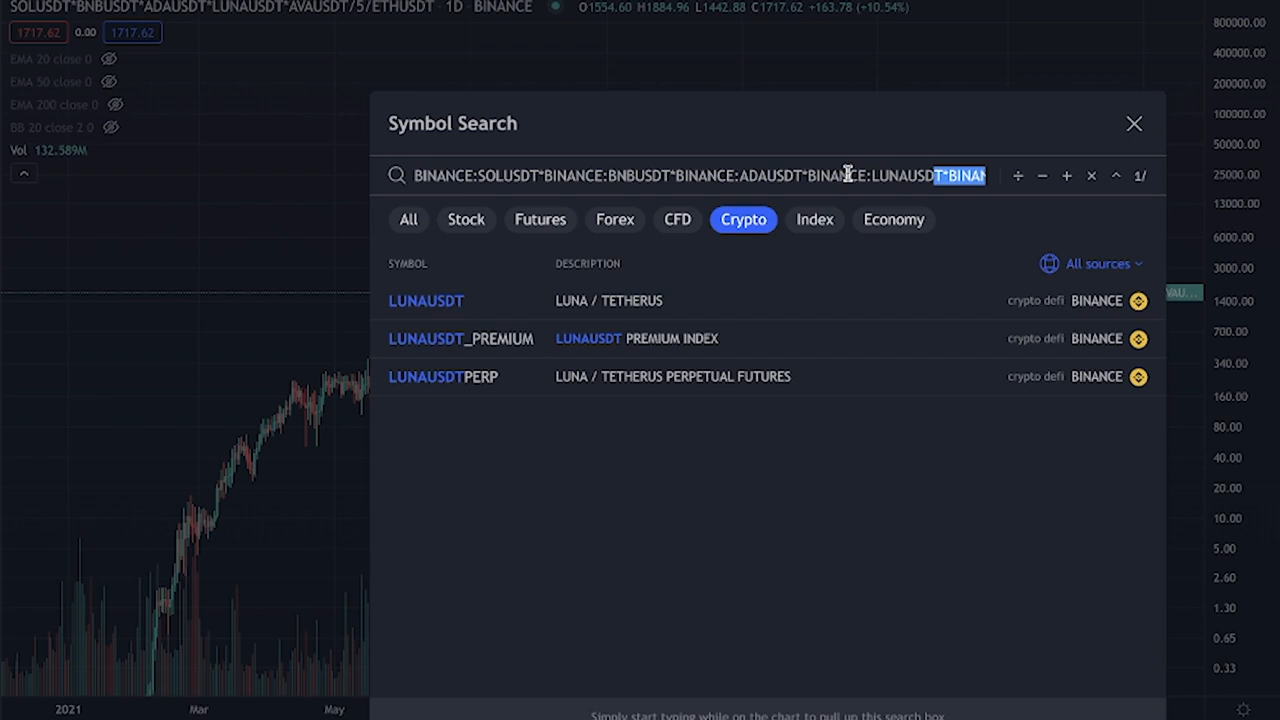 SOLUSDT*BNBUSDT*ADAUSDT*LUNAUSDT*AVAUSDT/5/ETHUSDT · 1D · BINANCE O1554.60 H1884.96 L1442.88 C1717.62 +163.78 (+10.54%)
1717.62 0.00 1717.62
EMA 20 close 0
EMA 50 close 0
EMA 200 close 0
BB 20 close 2 0
Vol 132.589M
Symbol Search
BINANCE:SOLUSDT*BINANCE:BNBUSDT*BINANCE:ADAUSDT*BINANCE:LUNAUSDT*BINAN ÷ − + × ^ 1/
All Stock Futures Forex CFD Crypto Index Economy
SYMBOL DESCRIPTION All sources
LUNAUSDT LUNA / TETHERUS crypto defi BINANCE
LUNAUSDT_PREMIUM LUNAUSDT PREMIUM INDEX crypto defi BINANCE
LUNAUSDTPERP LUNA / TETHERUS PERPETUAL FUTURES crypto defi BINANCE
Simply start typing while on the chart to pull up this search box
800000.00
400000.00
200000.00
84000.00
50000.00
25000.00
13000.00
6000.00
3000.00
VAU...
1400.00
700.00
340.00
160.00
80.00
40.00
20.00
10.00
5.00
2.60
1.30
0.65
0.33
2021 Mar May